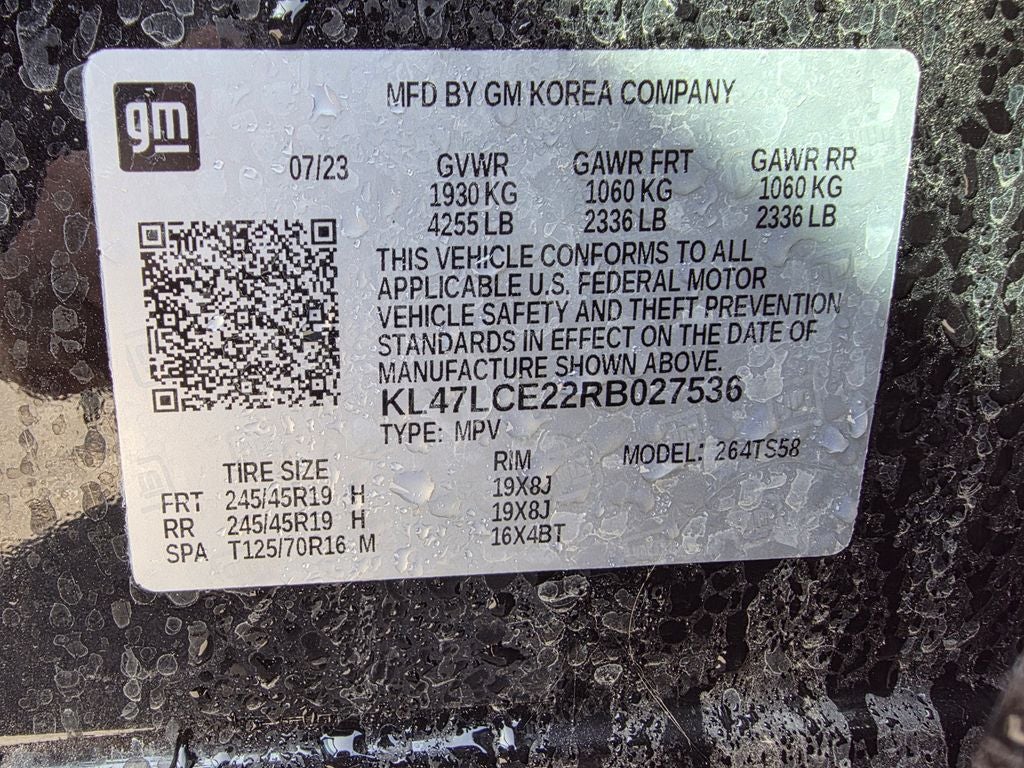 gm
MFD BY GM KOREA COMPANY
07/23 GVWR GAWR FRT GAWR RR
1930 KG 1060 KG 1060 KG
4255 LB 2336 LB 2336 LB
THIS VEHICLE CONFORMS TO ALL
APPLICABLE U.S. FEDERAL MOTOR
VEHICLE SAFETY AND THEFT PREVENTION
STANDARDS IN EFFECT ON THE DATE OF
MANUFACTURE SHOWN ABOVE.
KL47LCE22RB027536
TYPE: MPV MODEL: 264TS58
TIRE SIZE RIM
FRT 245/45R19 H 19X8J
RR 245/45R19 H 19X8J
SPA T125/70R16 M 16X4BT